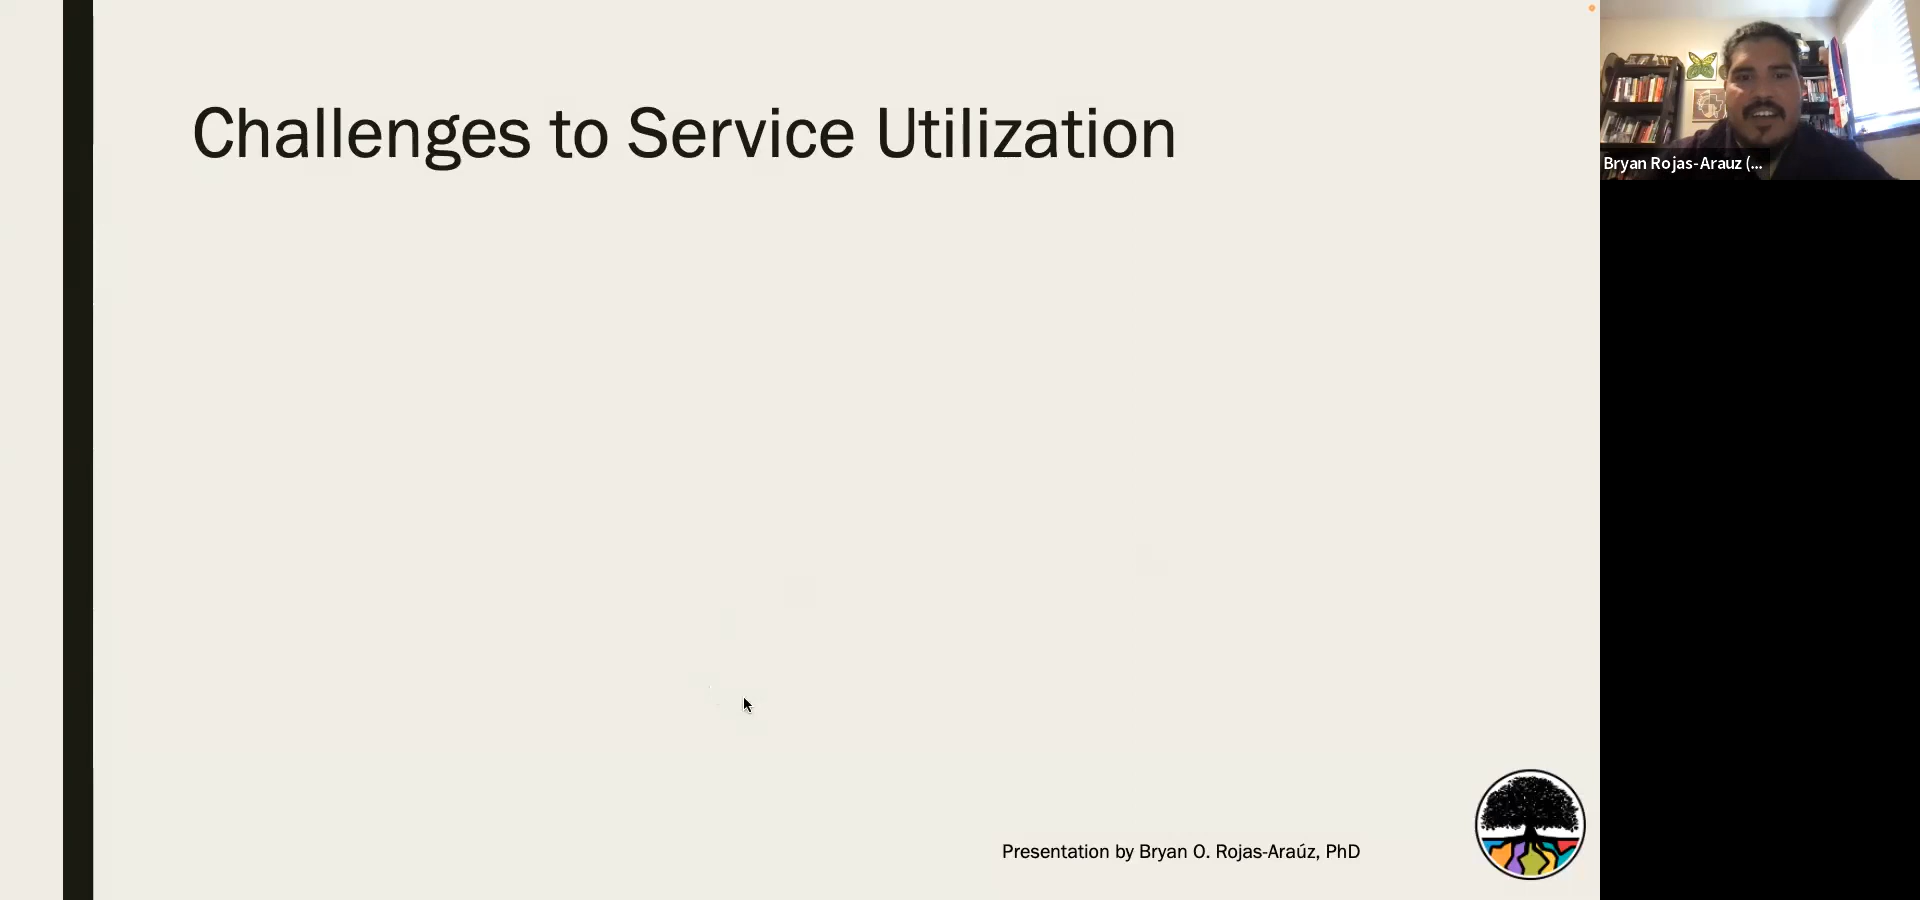 Challenges to Service Utilization
Bryan Rojas-Arauz (...
Presentation by Bryan O. Rojas-Araúz, PhD